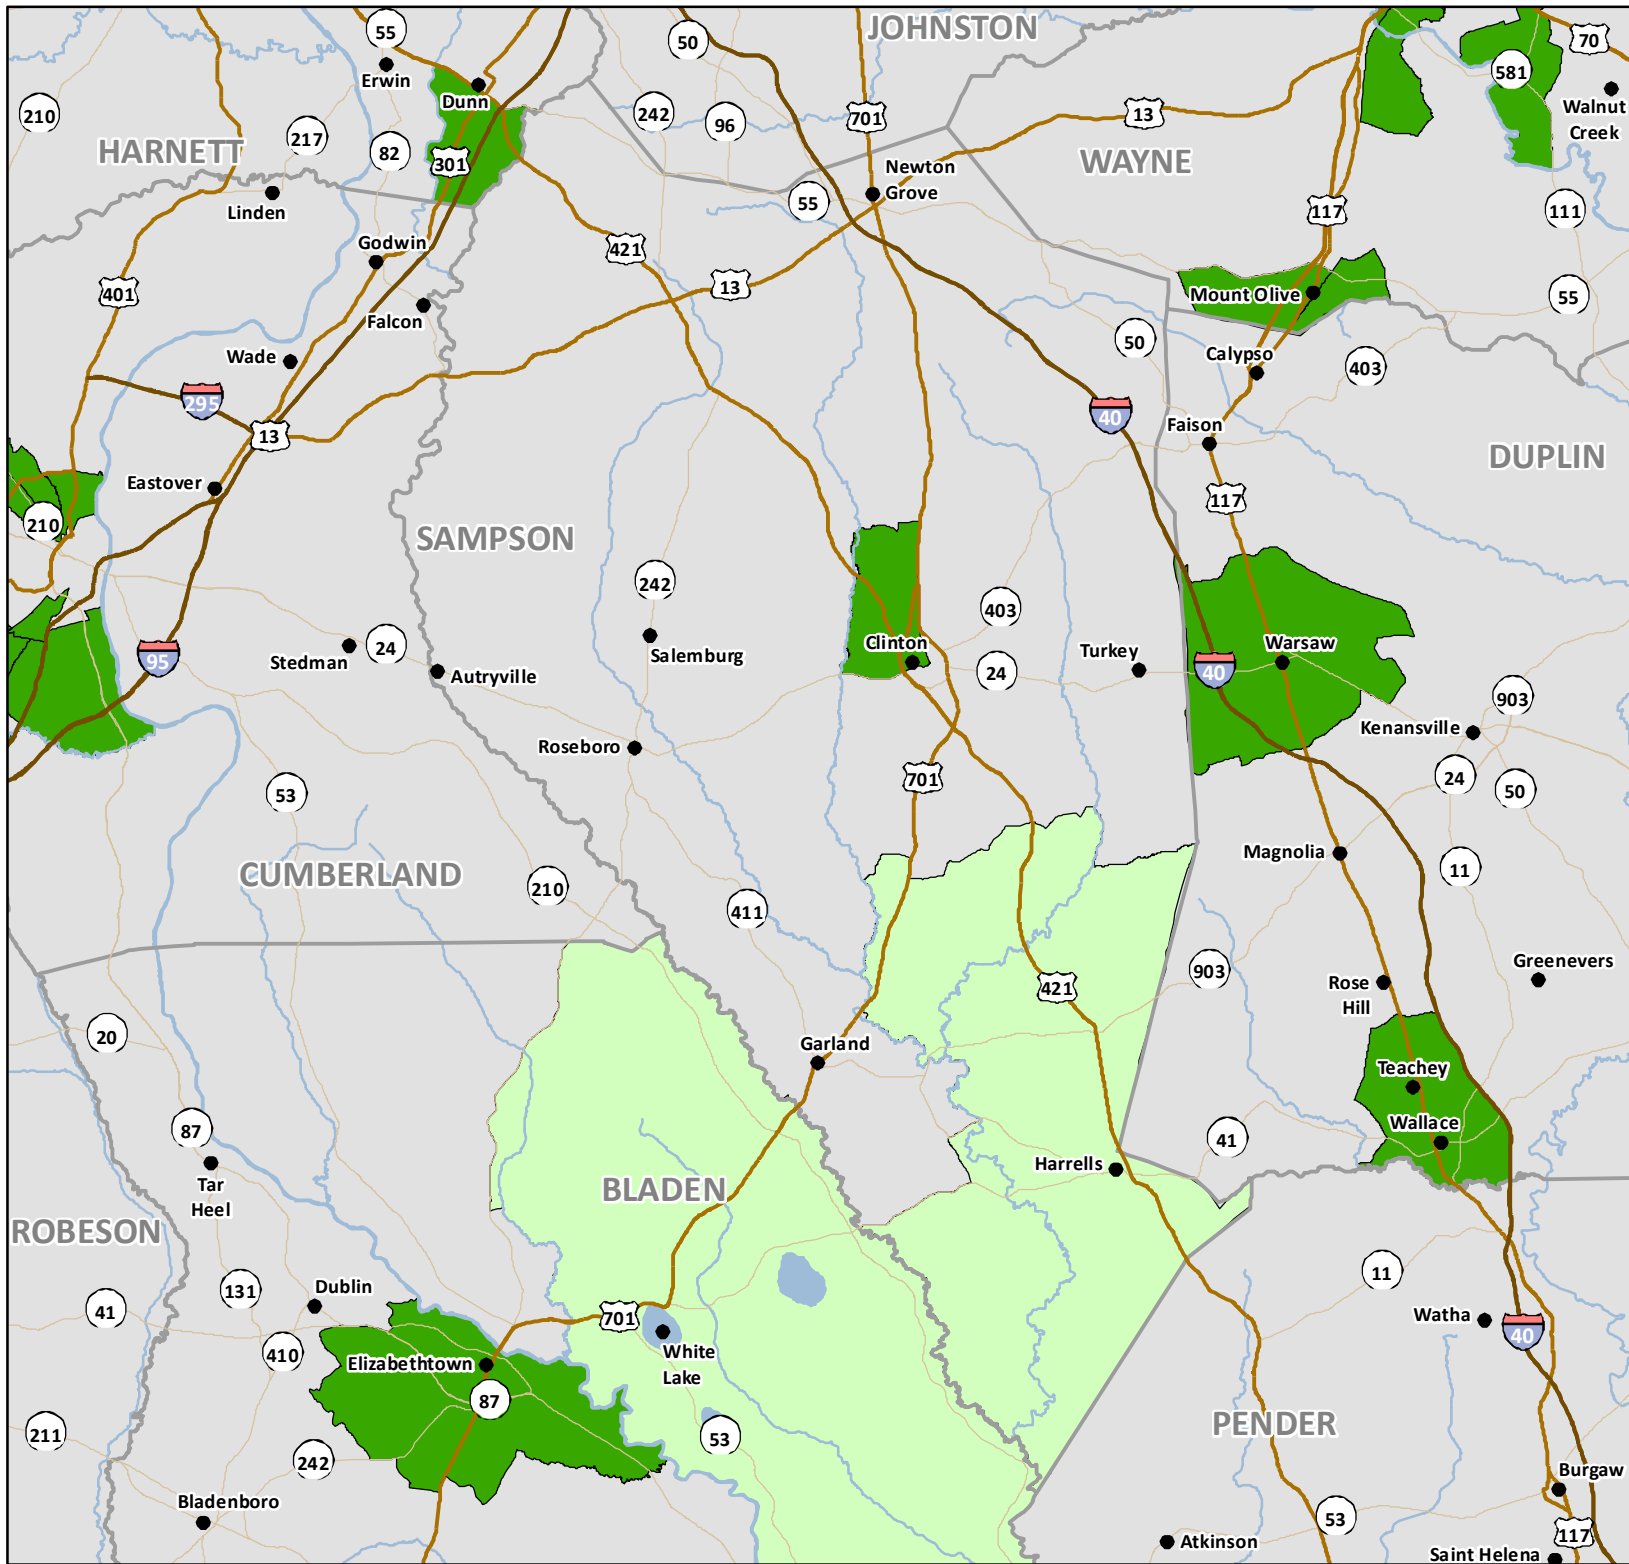 JOHNSTON
55
50
70
Erwin
581
Dunn
Walnut
Creek
210
242
96
701
13
217
HARNETT
82
301
WAYNE
Newton
Grove
Linden
55
117
111
Godwin
421
13
401
Mount Olive
55
Falcon
50
Wade
Calypso
403
295
40
Faison
13
DUPLIN
Eastover
117
210
SAMPSON
242
403
Clinton
Warsaw
Stedman
24
Salemburg
95
Autryville
24
Turkey
40
903
Kenansville
Roseboro
701
24
50
53
Magnolia
CUMBERLAND
210
11
411
903
Greenevers
421
Rose
Hill
20
Garland
Teachey
87
Wallace
41
Tar
Heel
Harrells
BLADEN
ROBESON
11
131
Dublin
41
701
Watha
40
410
White
Lake
Elizabethtown
87
PENDER
211
53
242
Burgaw
Bladenboro
53
117
Atkinson
Saint Helena